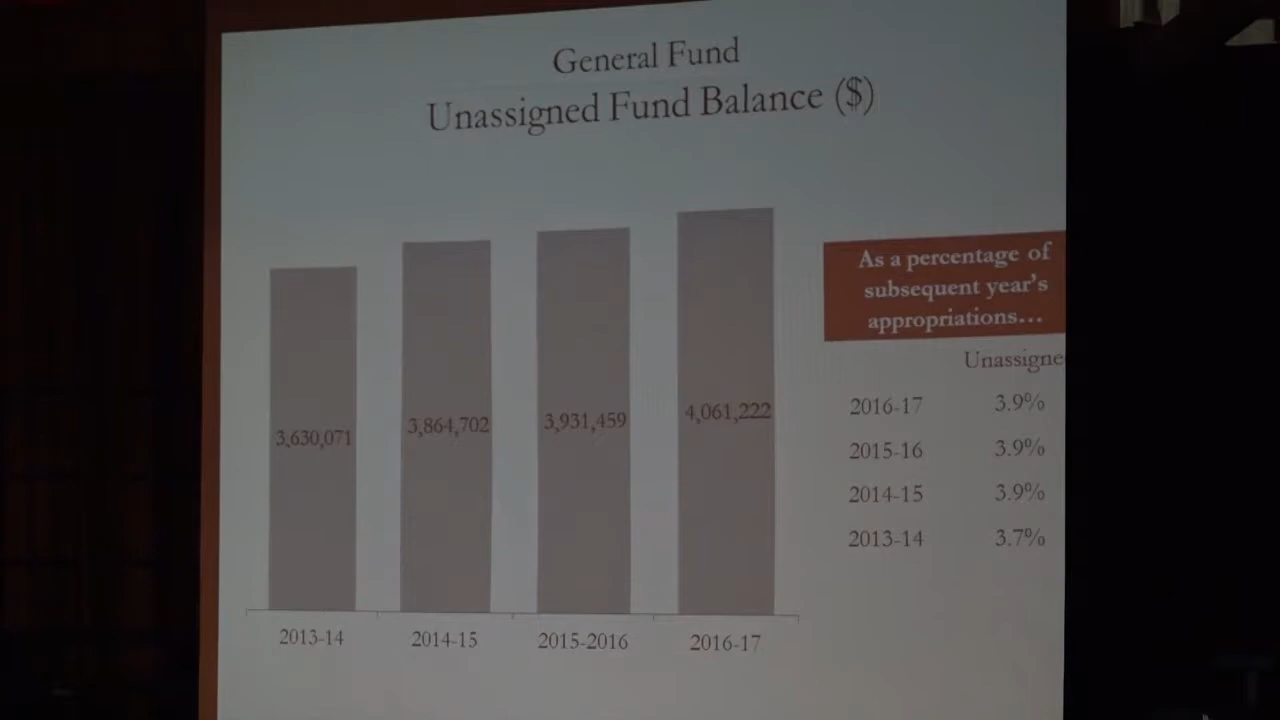 General Fund
Unassigned Fund Balance ($)
As a percentage of
subsequent year's
appropriations...
Unassigne
2016-17 3.9%
2015-16 3.9%
2014-15 3.9%
2013-14 3.7%
3,630,071
3,864,702
3,931,459
4,061,222
2013-14
2014-15
2015-2016
2016-17